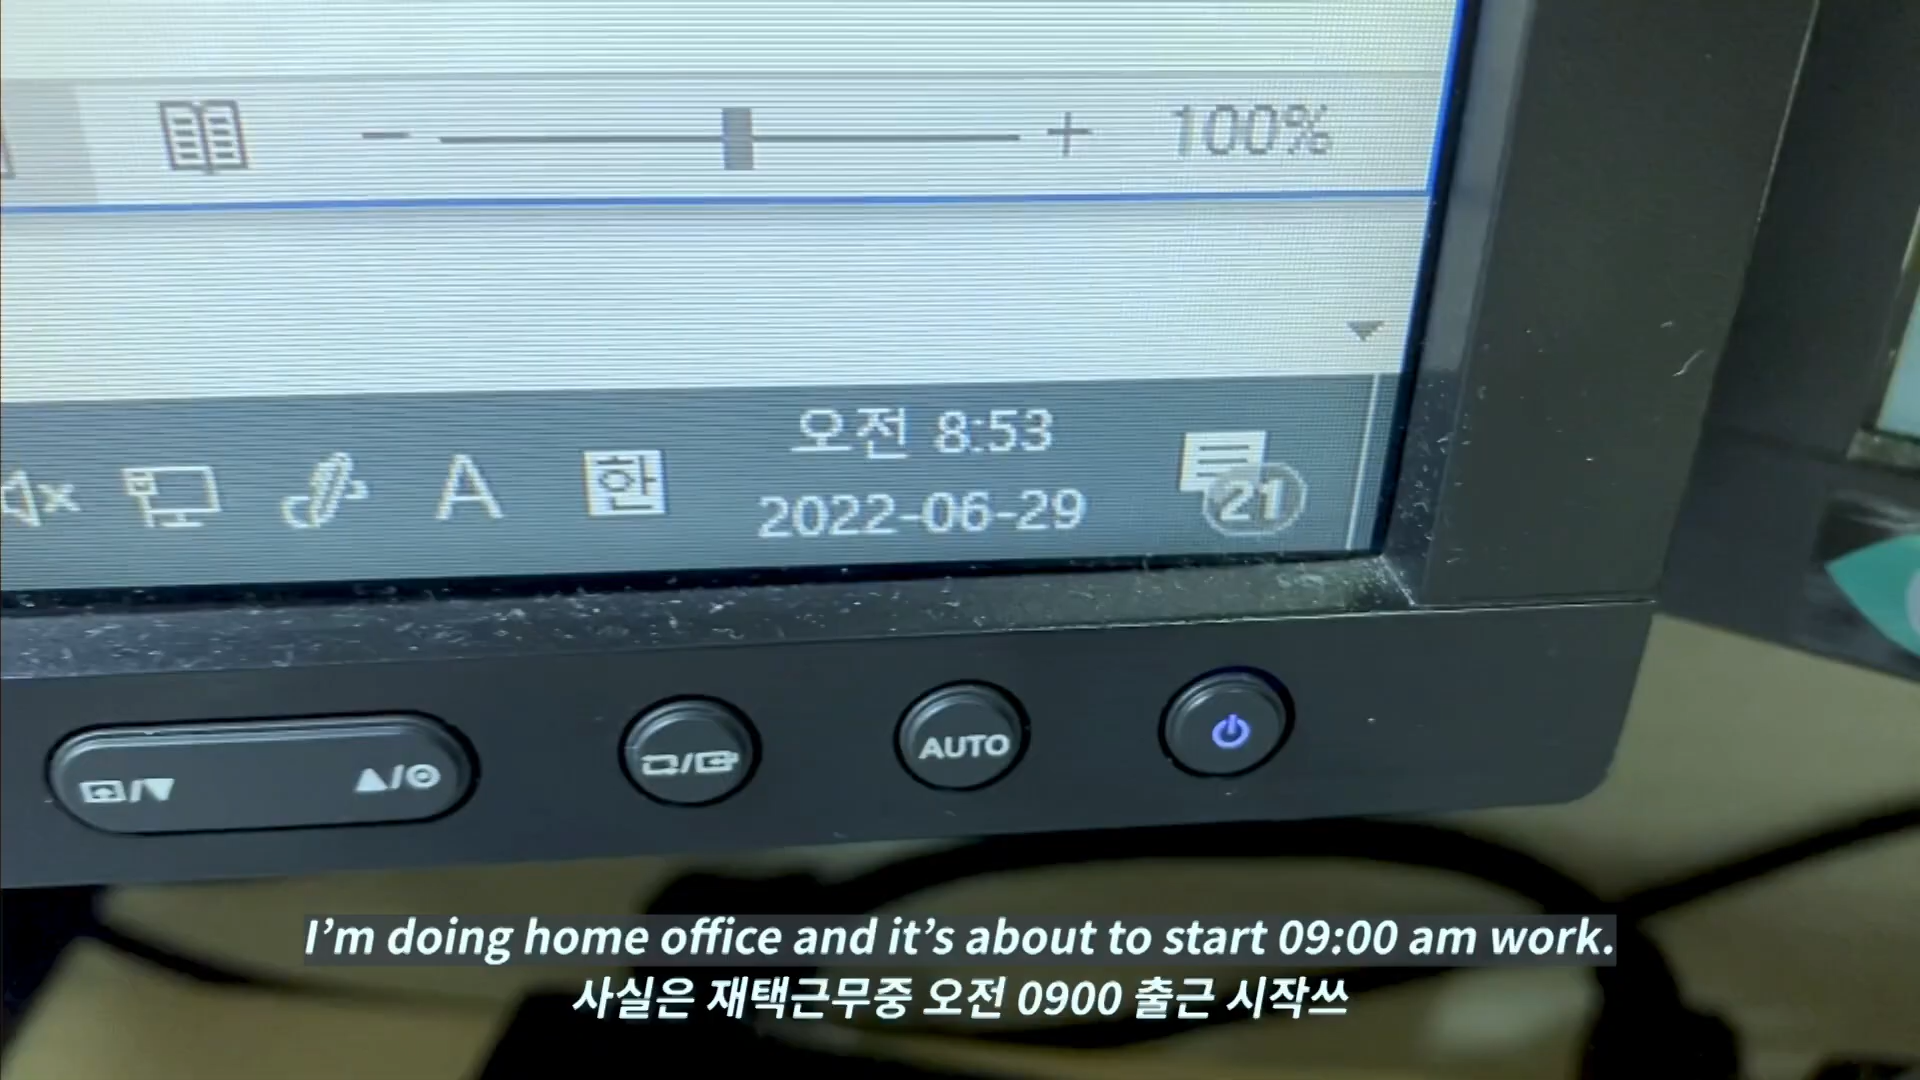 100%
오전 8:53
A 한 2022-06-29 21
AUTO
I'm doing home office and it's about to start 09:00 am work.
사실은 재택근무중 오전 0900 출근 시작쓰